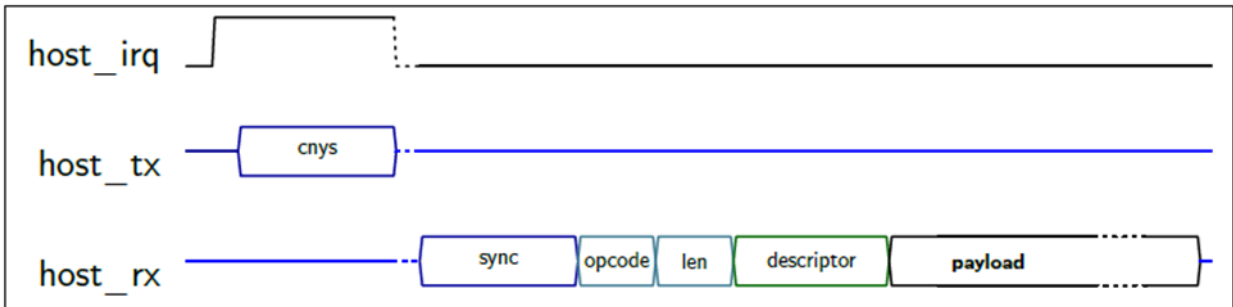 host_irq
host_tx cnys
host_rx sync opcode len descriptor payload